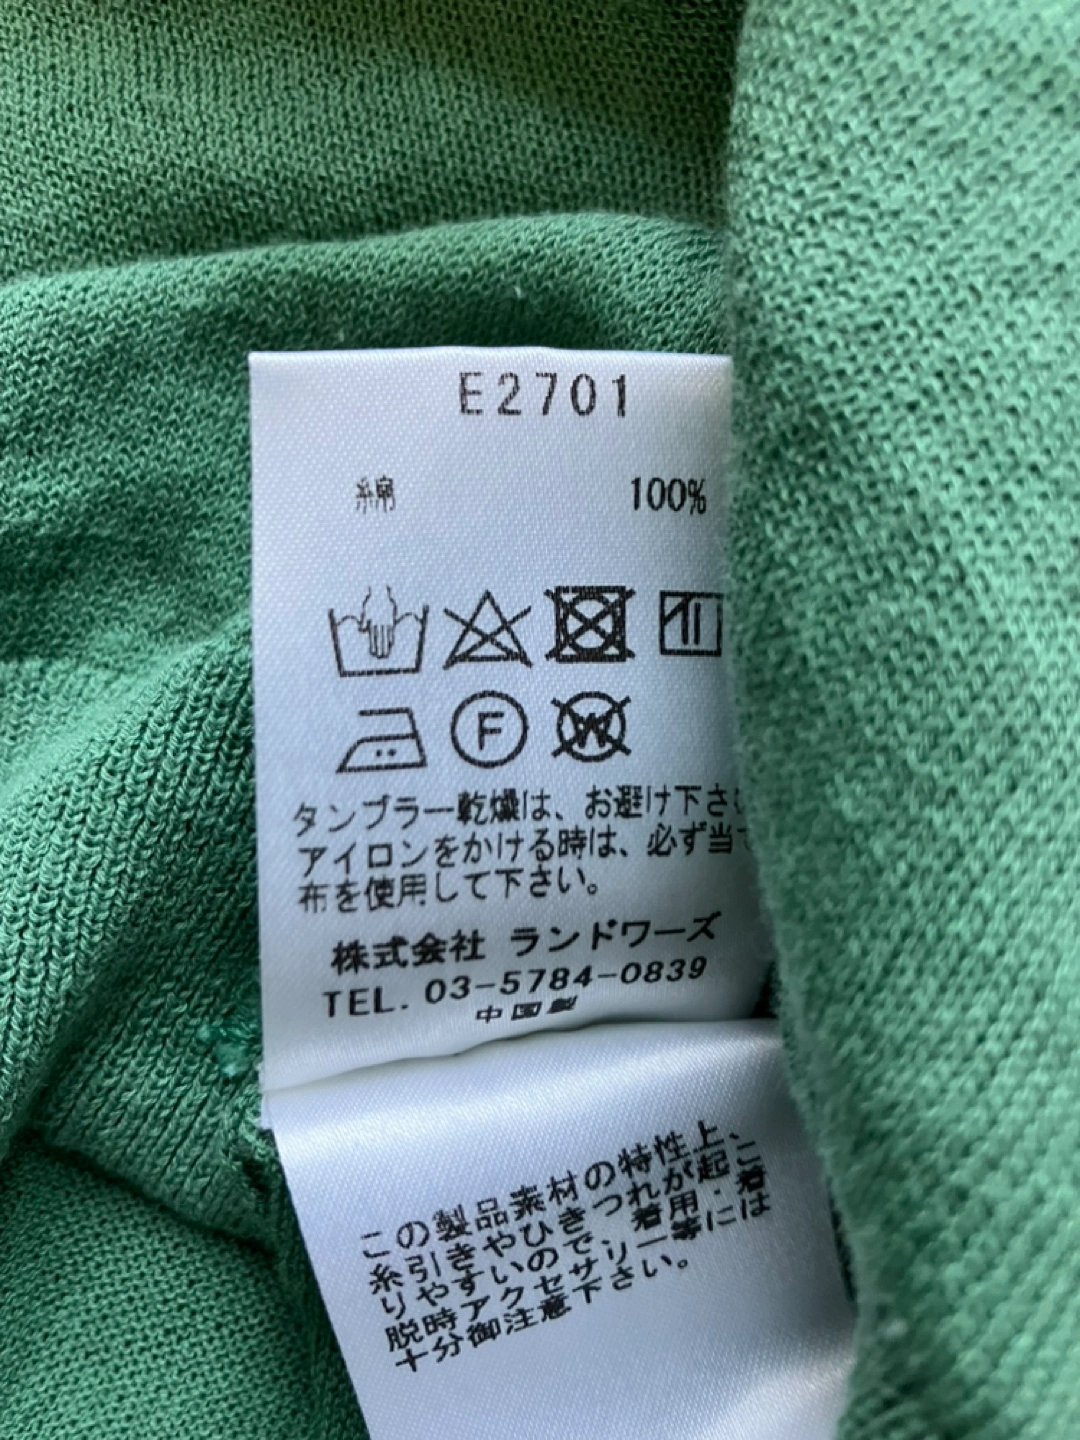 E2701
綿 100%
F
W
タンブラー乾燥は、お避け下さ
アイロンをかける時は、必ず当て
布を使用して下さい。
株式会社 ランドワーズ
TEL. 03-5784-0839
中国製
この製品素材の特性上、
糸引きやひきつれが起こ
りやすいので、着用・着
脱時アクセサリー等には
十分御注意下さい。